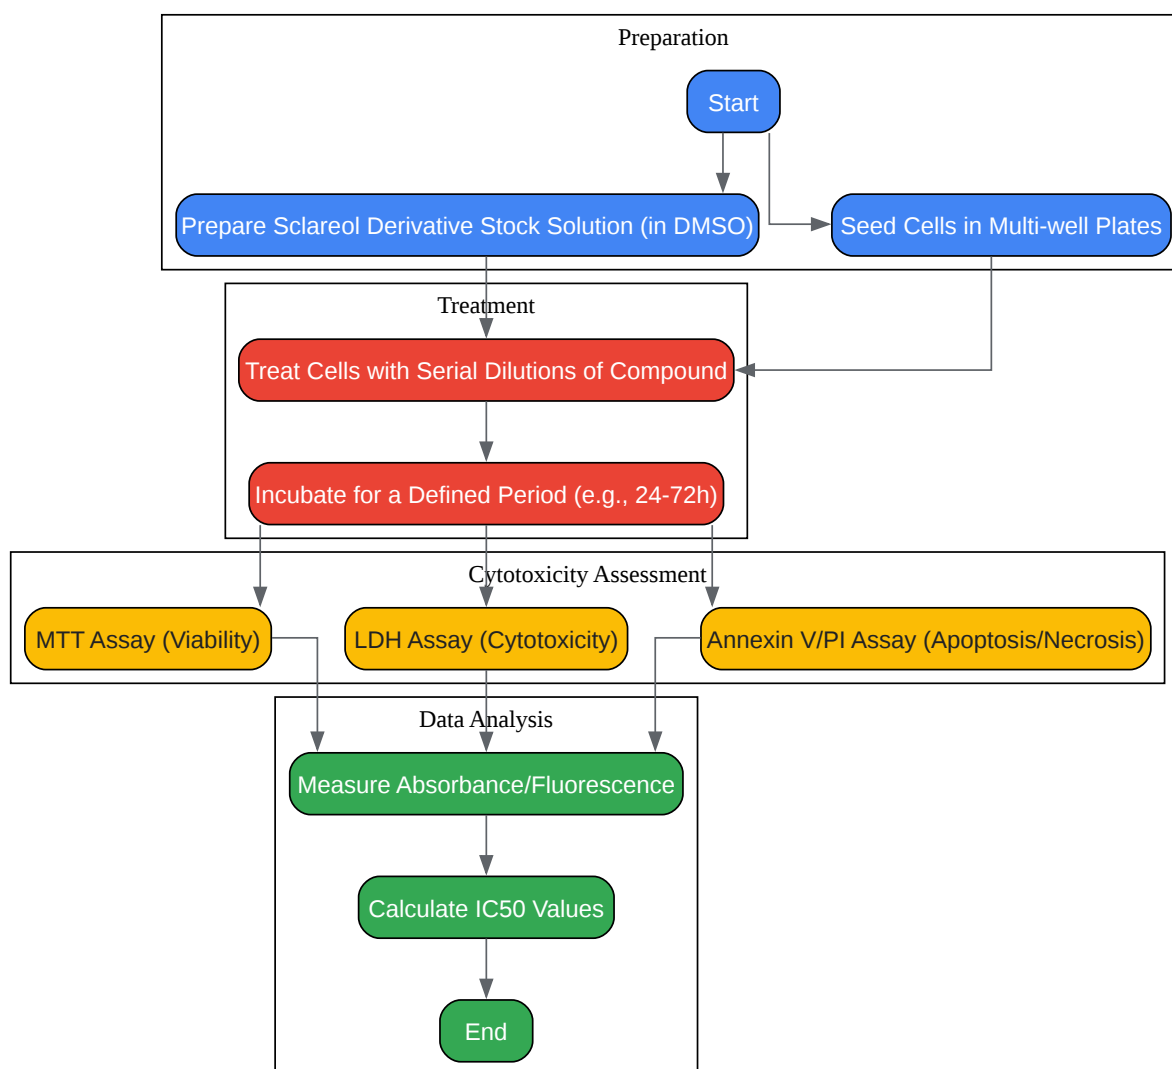 Preparation
Start
Prepare Sclareol Derivative Stock Solution (in DMSO)
Seed Cells in Multi-well Plates
Treatment
Treat Cells with Serial Dilutions of Compound
Incubate for a Defined Period (e.g., 24-72h)
Cytotoxicity Assessment
MTT Assay (Viability)
LDH Assay (Cytotoxicity)
Annexin V/PI Assay (Apoptosis/Necrosis)
Data Analysis
Measure Absorbance/Fluorescence
Calculate IC50 Values
End